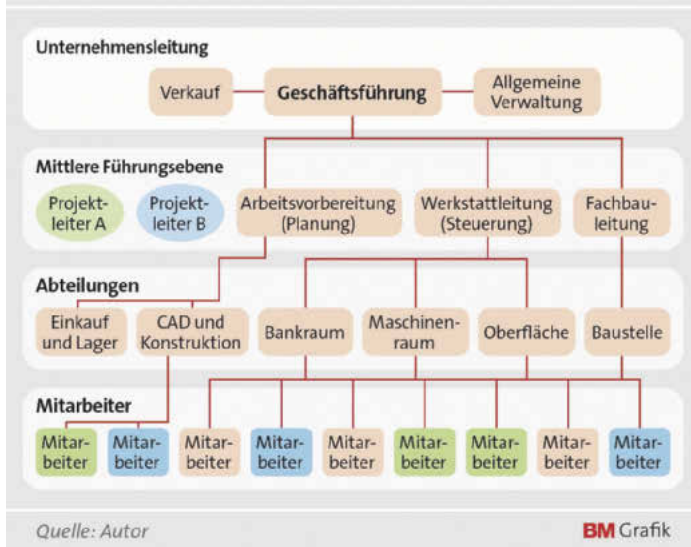 Unternehmensleitung
Verkauf
Geschäftsführung
Allgemeine
Verwaltung
Mittlere Führungsebene
Projekt-
leiter A
Projekt-
leiter B
Arbeitsvorbereitung
(Planung)
Werkstattleitung
(Steuerung)
Fachbau-
leitung
Abteilungen
Einkauf
und Lager
CAD und
Konstruktion
Bankraum
Maschinen-
raum
Oberfläche
Baustelle
Mitarbeiter
Mitar-
beiter
Mitar-
beiter
Mitar-
beiter
Mitar-
beiter
Mitar-
beiter
Mitar-
beiter
Mitar-
beiter
Mitar-
beiter
Mitar-
beiter
Quelle: Autor
BM Grafik